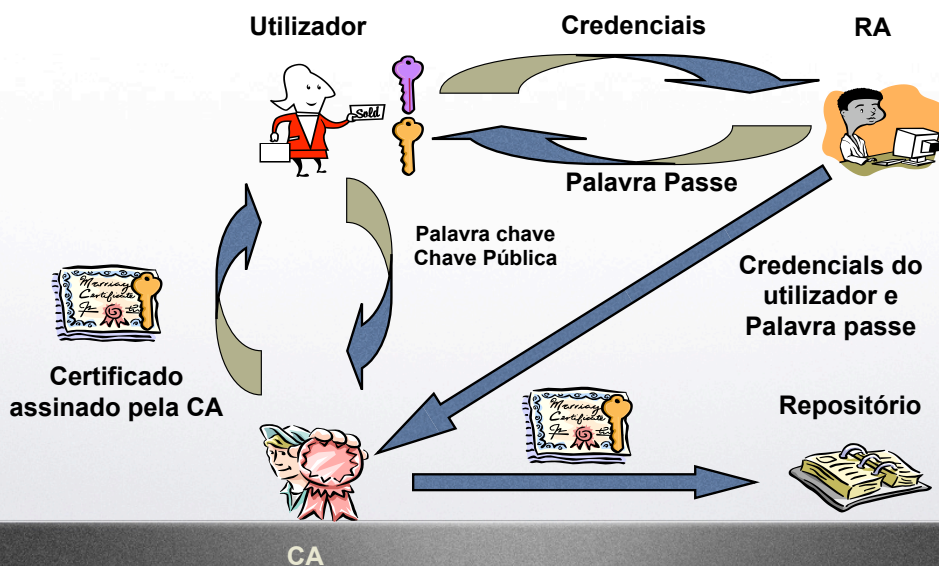 Utilizador
Credenciais
RA
Sold
Palavra Passe
Palavra chave
Chave Pública
Credencials do
utilizador e
Palavra passe
Marriage
Certificate
Certificado
assinado pela CA
Marriage
Certificate
Repositório
CA